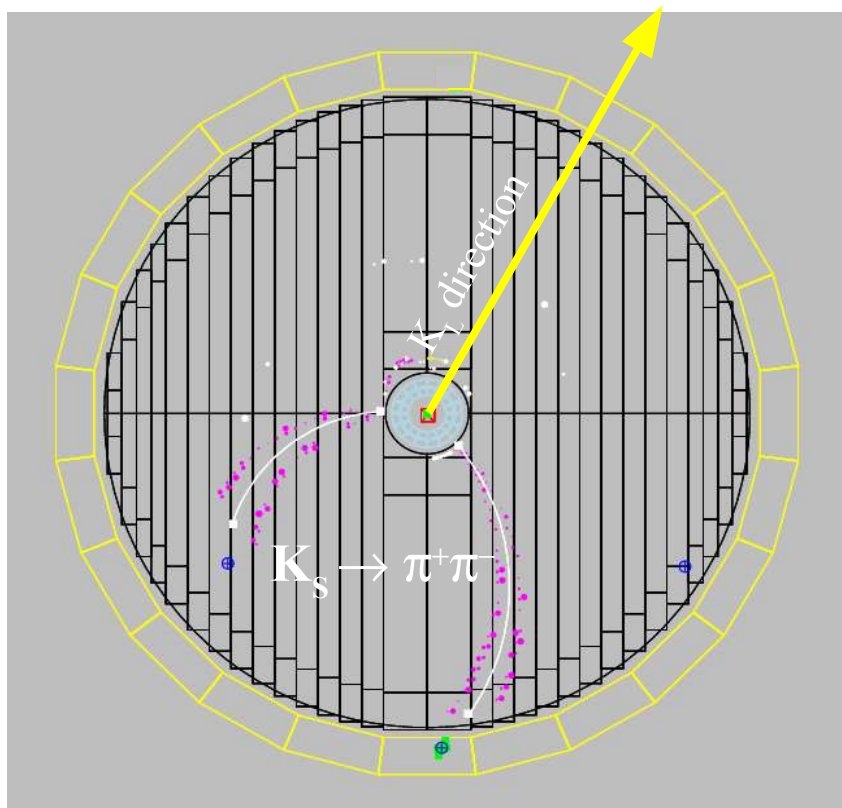 K_L direction
K_S → π⁺π⁻